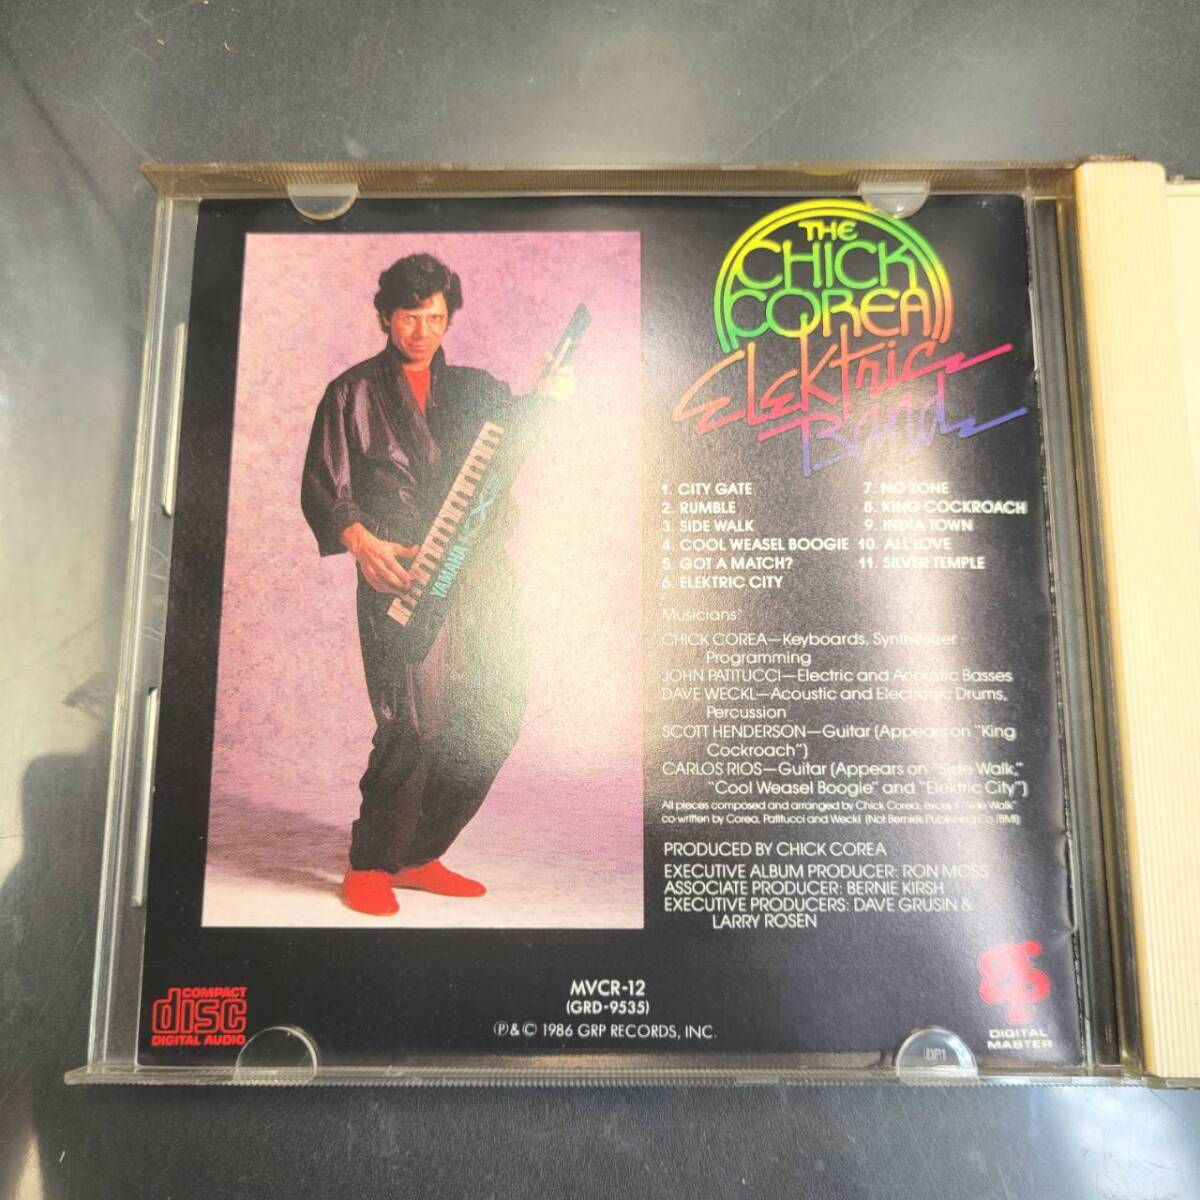 THE
CHICK
COREA
Elektric
Band
1. CITY GATE
2. RUMBLE
3. SIDE WALK
4. COOL WEASEL BOOGIE
5. GOT A MATCH?
6. ELEKTRIC CITY
7. NO ZONE
8. KING COCKROACH
9. INDIA TOWN
10. ALL LOVE
11. SILVER TEMPLE
Musicians:
CHICK COREA—Keyboards, Synthesizer
Programming
JOHN PATITUCCI—Electric and Acoustic Basses
DAVE WECKL—Acoustic and Electronic Drums,
Percussion
SCOTT HENDERSON—Guitar (Appears on "King
Cockroach")
CARLOS RIOS—Guitar (Appears on "Side Walk,"
"Cool Weasel Boogie" and "Elektric City")
All pieces composed and arranged by Chick Corea, except "Side Walk"
co-written by Corea, Patitucci and Weckl (Not Bernie's Publishing Co./BMI)
PRODUCED BY CHICK COREA
EXECUTIVE ALBUM PRODUCER: RON MOSS
ASSOCIATE PRODUCER: BERNIE KIRSH
EXECUTIVE PRODUCERS: DAVE GRUSIN &
LARRY ROSEN
YAMAHA KX5
COMPACT
disc
DIGITAL AUDIO
MVCR-12
(GRD-9535)
℗ & © 1986 GRP RECORDS, INC.
GRP
DIGITAL
MASTER